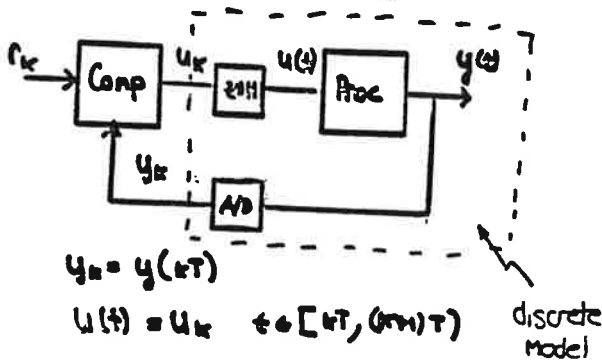 r_k
Comp
u_k
ZOH
u(t)
Proc
y(t)
y_k
A/D
y_k = y(kT)
u(t) = u_k t ∈ [kT, (k+1)T)
discrete
model